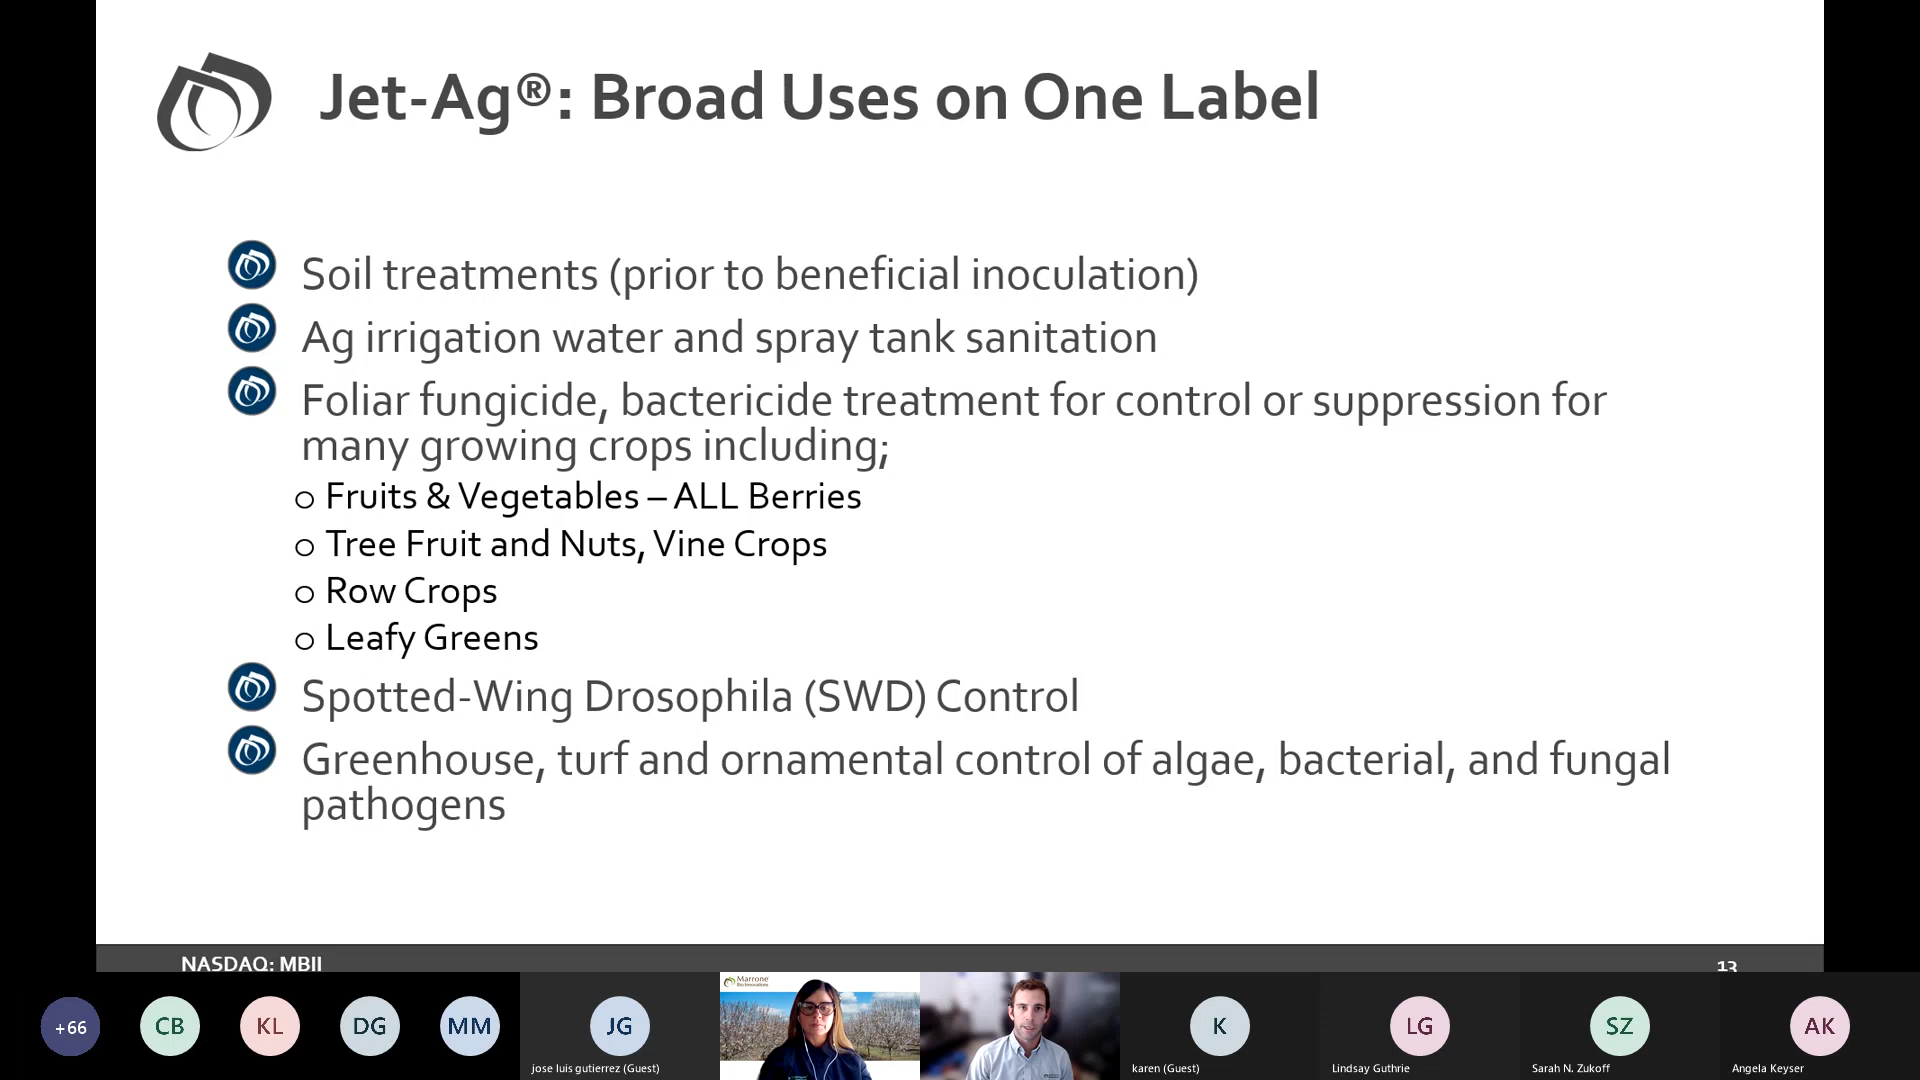 Jet-Ag®: Broad Uses on One Label
Soil treatments (prior to beneficial inoculation)
Ag irrigation water and spray tank sanitation
Foliar fungicide, bactericide treatment for control or suppression for
many growing crops including;
o Fruits & Vegetables – ALL Berries
o Tree Fruit and Nuts, Vine Crops
o Row Crops
o Leafy Greens
Spotted-Wing Drosophila (SWD) Control
Greenhouse, turf and ornamental control of algae, bacterial, and fungal
pathogens
NASDAQ: MBII
13
+66
CB
KL
DG
MM
JG
jose luis gutierrez (Guest)
Marrone
Bio Innovations
K
karen (Guest)
LG
Lindsay Guthrie
SZ
Sarah N. Zukoff
AK
Angela Keyser